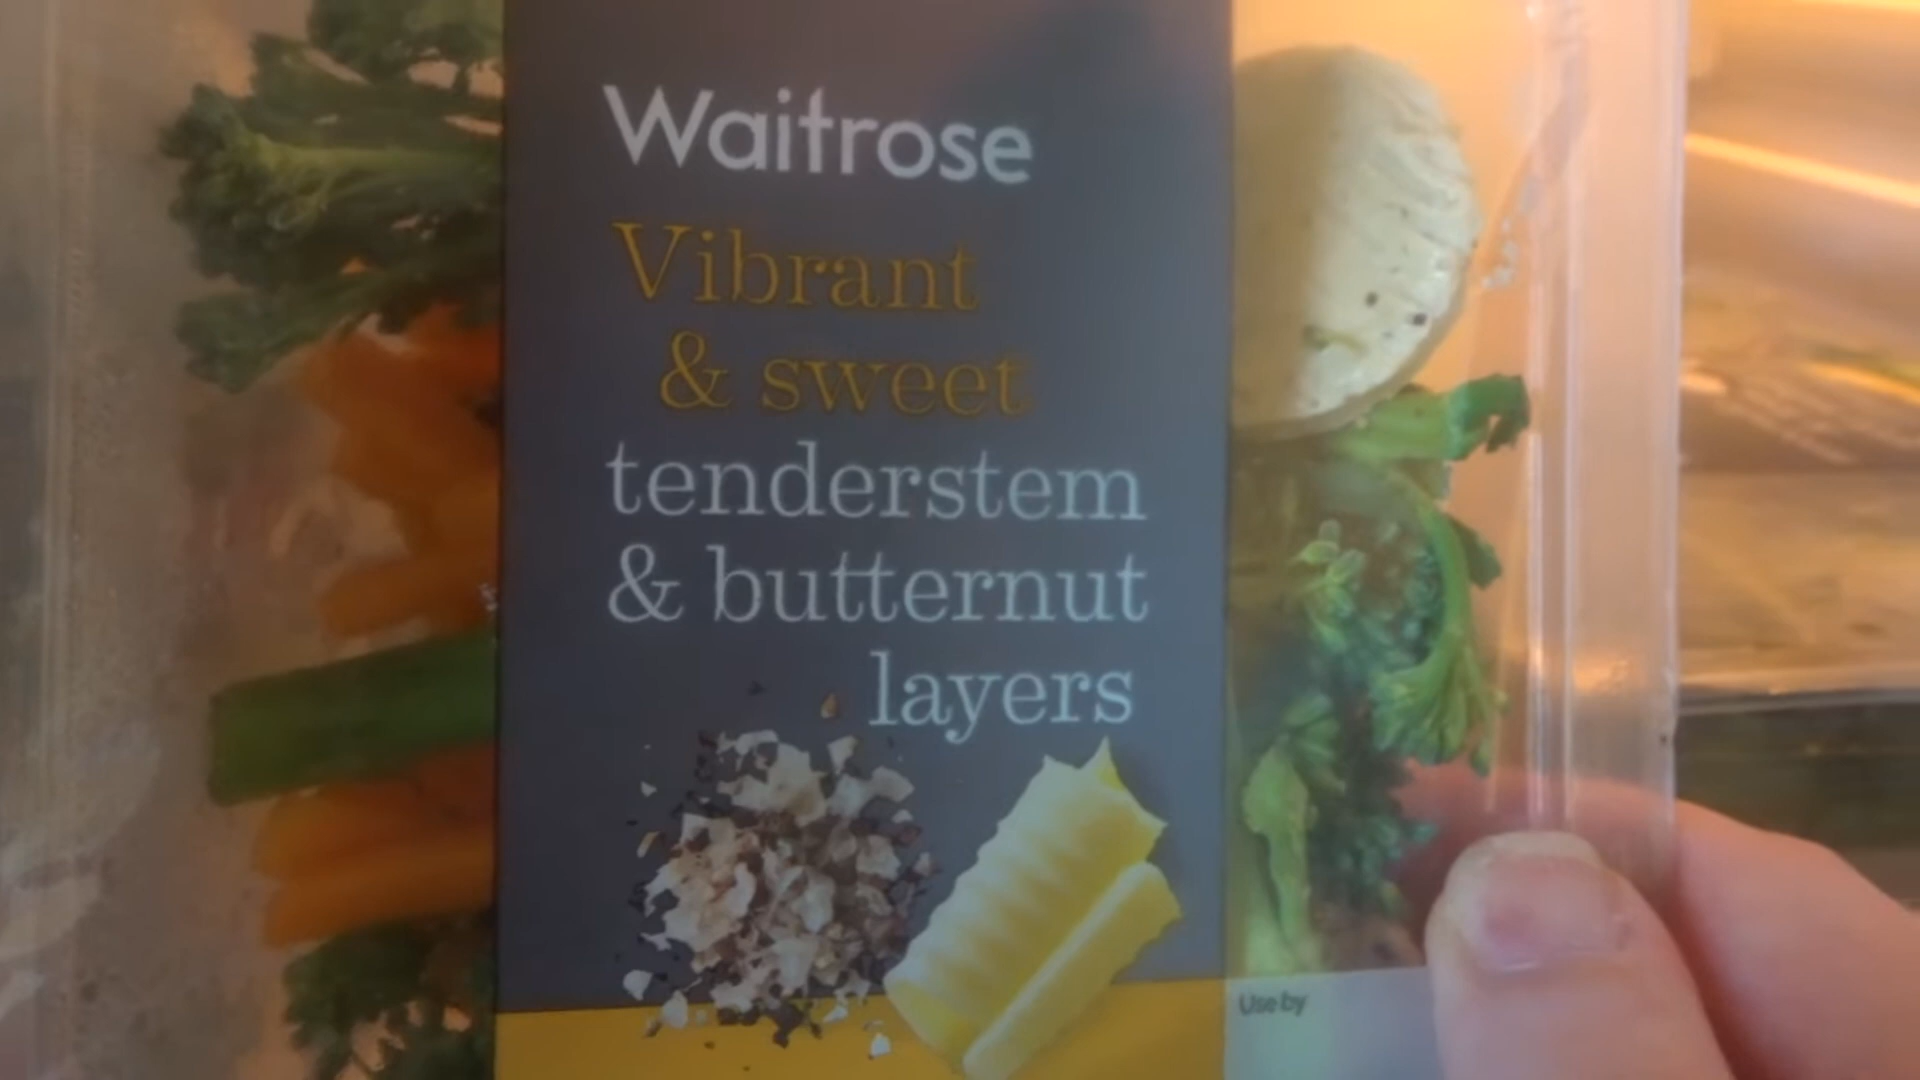 Waitrose
Vibrant
& sweet
tenderstem
& butternut
layers
Use by